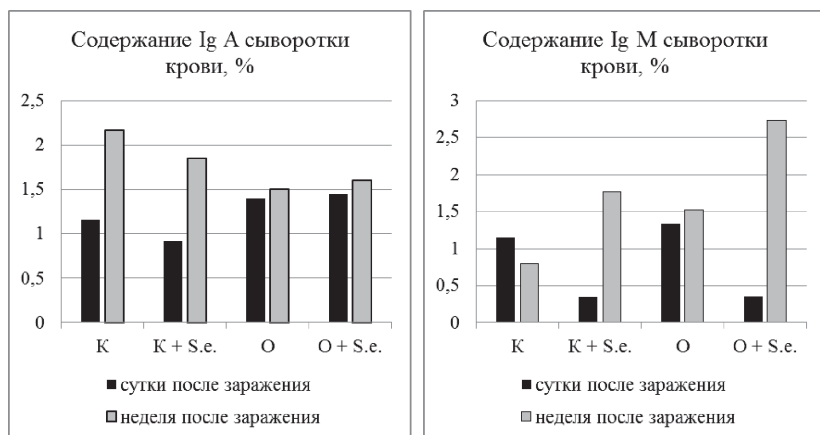 Содержание Ig A сыворотки
крови, %
2,5
2
1,5
1
0,5
0
К
К + S.e.
О
О + S.e.
сутки после заражения
неделя после заражения
Содержание Ig M сыворотки
крови, %
3
2,5
2
1,5
1
0,5
0
К
К + S.e.
О
О + S.e.
сутки после заражения
неделя после заражения